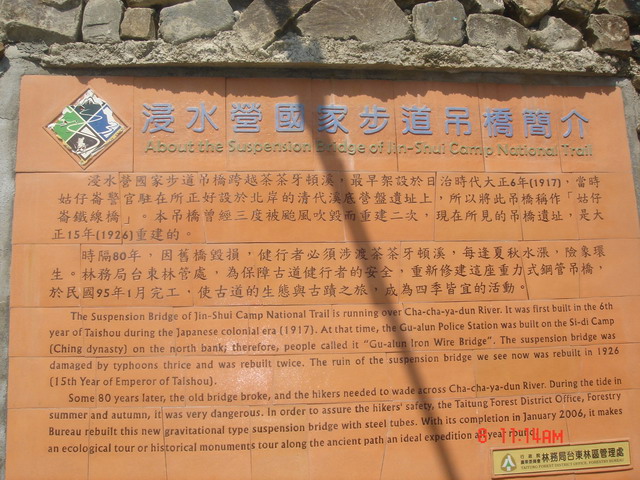 浸水營國家步道吊橋簡介
About the Suspension Bridge of Jin-Shui Camp National Trail
浸水營國家步道吊橋跨越茶茶牙頓溪，最早架設於日治時代大正6年(1917)，當時
姑仔崙警官駐在所正好設於北岸的清代溪底營盤遺址上，所以將此吊橋稱作「姑仔
崙鐵線橋」。本吊橋曾經三度被颱風吹毀而重建二次，現在所見的吊橋遺址，是大
正15年(1926)重建的。
時隔80年，因舊橋毀損，健行者必須涉渡茶茶牙頓溪，每逢夏秋水漲，險象環
生。林務局台東林管處，為保障古道健行者的安全，重新修建這座重力式鋼管吊橋，
於民國95年1月完工，使古道的生態與古蹟之旅，成為四季皆宜的活動。
The Suspension Bridge of Jin-Shui Camp National Trail is running over Cha-cha-ya-dun River. It was first built in the 6th
year of Taishou during the Japanese colonial era (1917). At that time, the Gu-alun Police Station was built on the Si-di Camp
(Ching dynasty) on the north bank; therefore, people called it "Gu-alun Iron Wire Bridge". The suspension bridge was
damaged by typhoons thrice and was rebuilt twice. The ruin of the suspension bridge we see now was rebuilt in 1926
(15th Year of Emperor of Taishou).
Some 80 years later, the old bridge broke, and the hikers needed to wade across Cha-cha-ya-dun River. During the tide in
summer and autumn, it was very dangerous. In order to assure the hikers' safety, the Taitung Forest District Office, Forestry
Bureau rebuilt this new gravitational type suspension bridge with steel tubes. With its completion in January 2006, it makes
an ecological tour or historical monuments tour along the ancient path an ideal expedition all year round.
8 11:14AM
林務局台東林區管理處
TAITUNG FOREST DISTRICT OFFICE, FORESTRY BUREAU